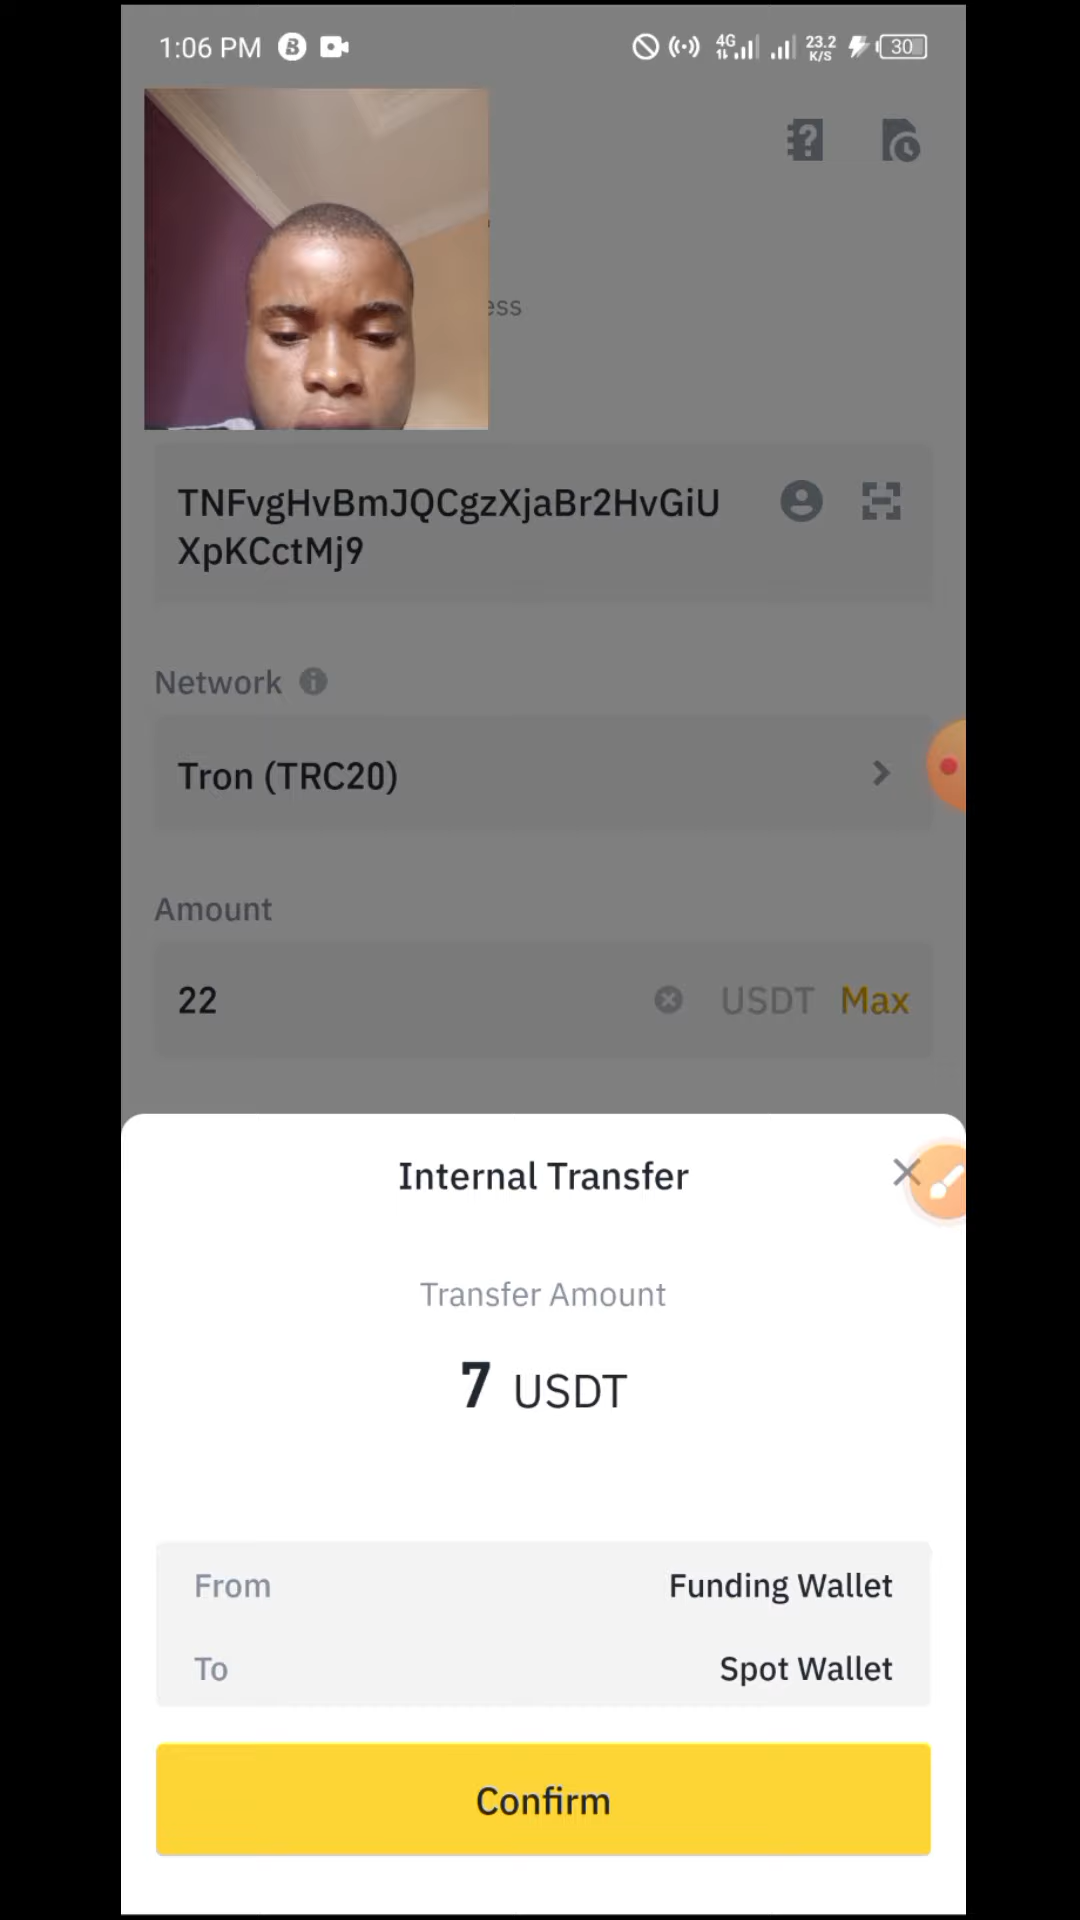 1:06 PM
4G
23.2
K/S
30
ess
TNFvgHvBmJQCgzXjaBr2HvGiU
XpKCctMj9
Network
Tron (TRC20)
Amount
22 USDT Max
Internal Transfer
Transfer Amount
7 USDT
From Funding Wallet
To Spot Wallet
Confirm